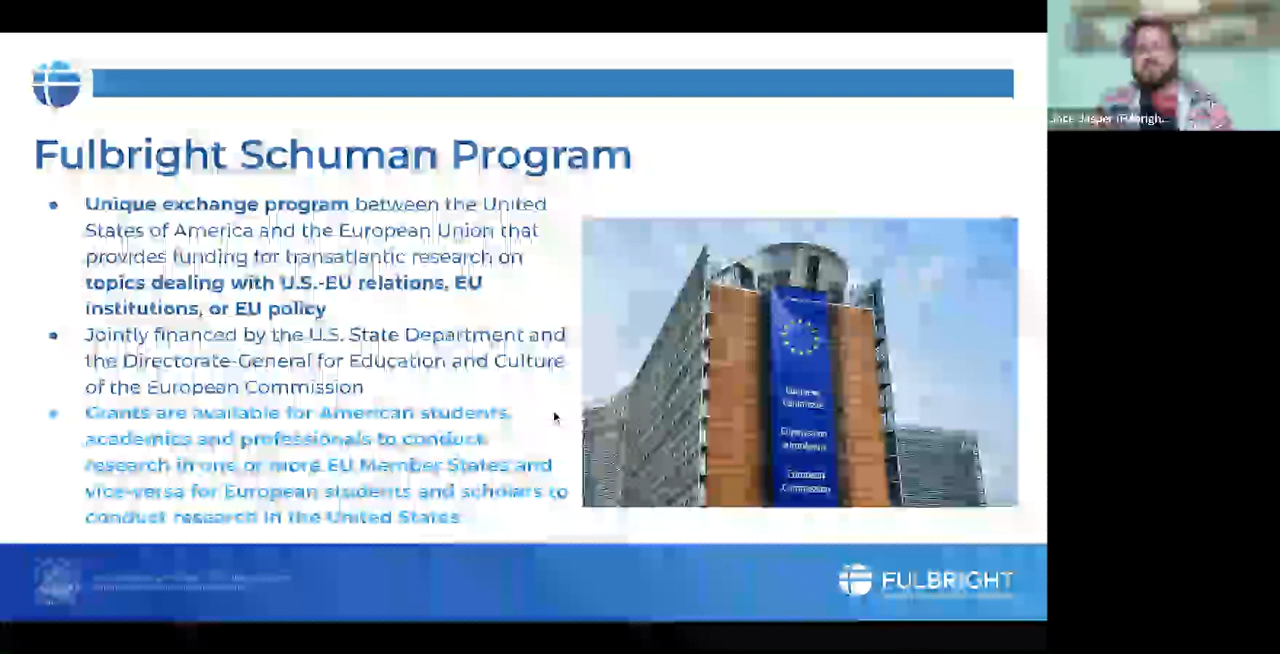 Fulbright Schuman Program
Unique exchange program between the United
States of America and the European Union that
provides funding for transatlantic research on
topics dealing with U.S.-EU relations, EU
institutions, or EU policy
Jointly financed by the U.S. State Department and
the Directorate-General for Education and Culture
of the European Commission
Grants are available for American students,
academics and professionals to conduct
research in one or more EU Member States and
vice-versa for European students and scholars to
conduct research in the United States
European
Commission
FULBRIGHT
Jasper (Fulbrigh...